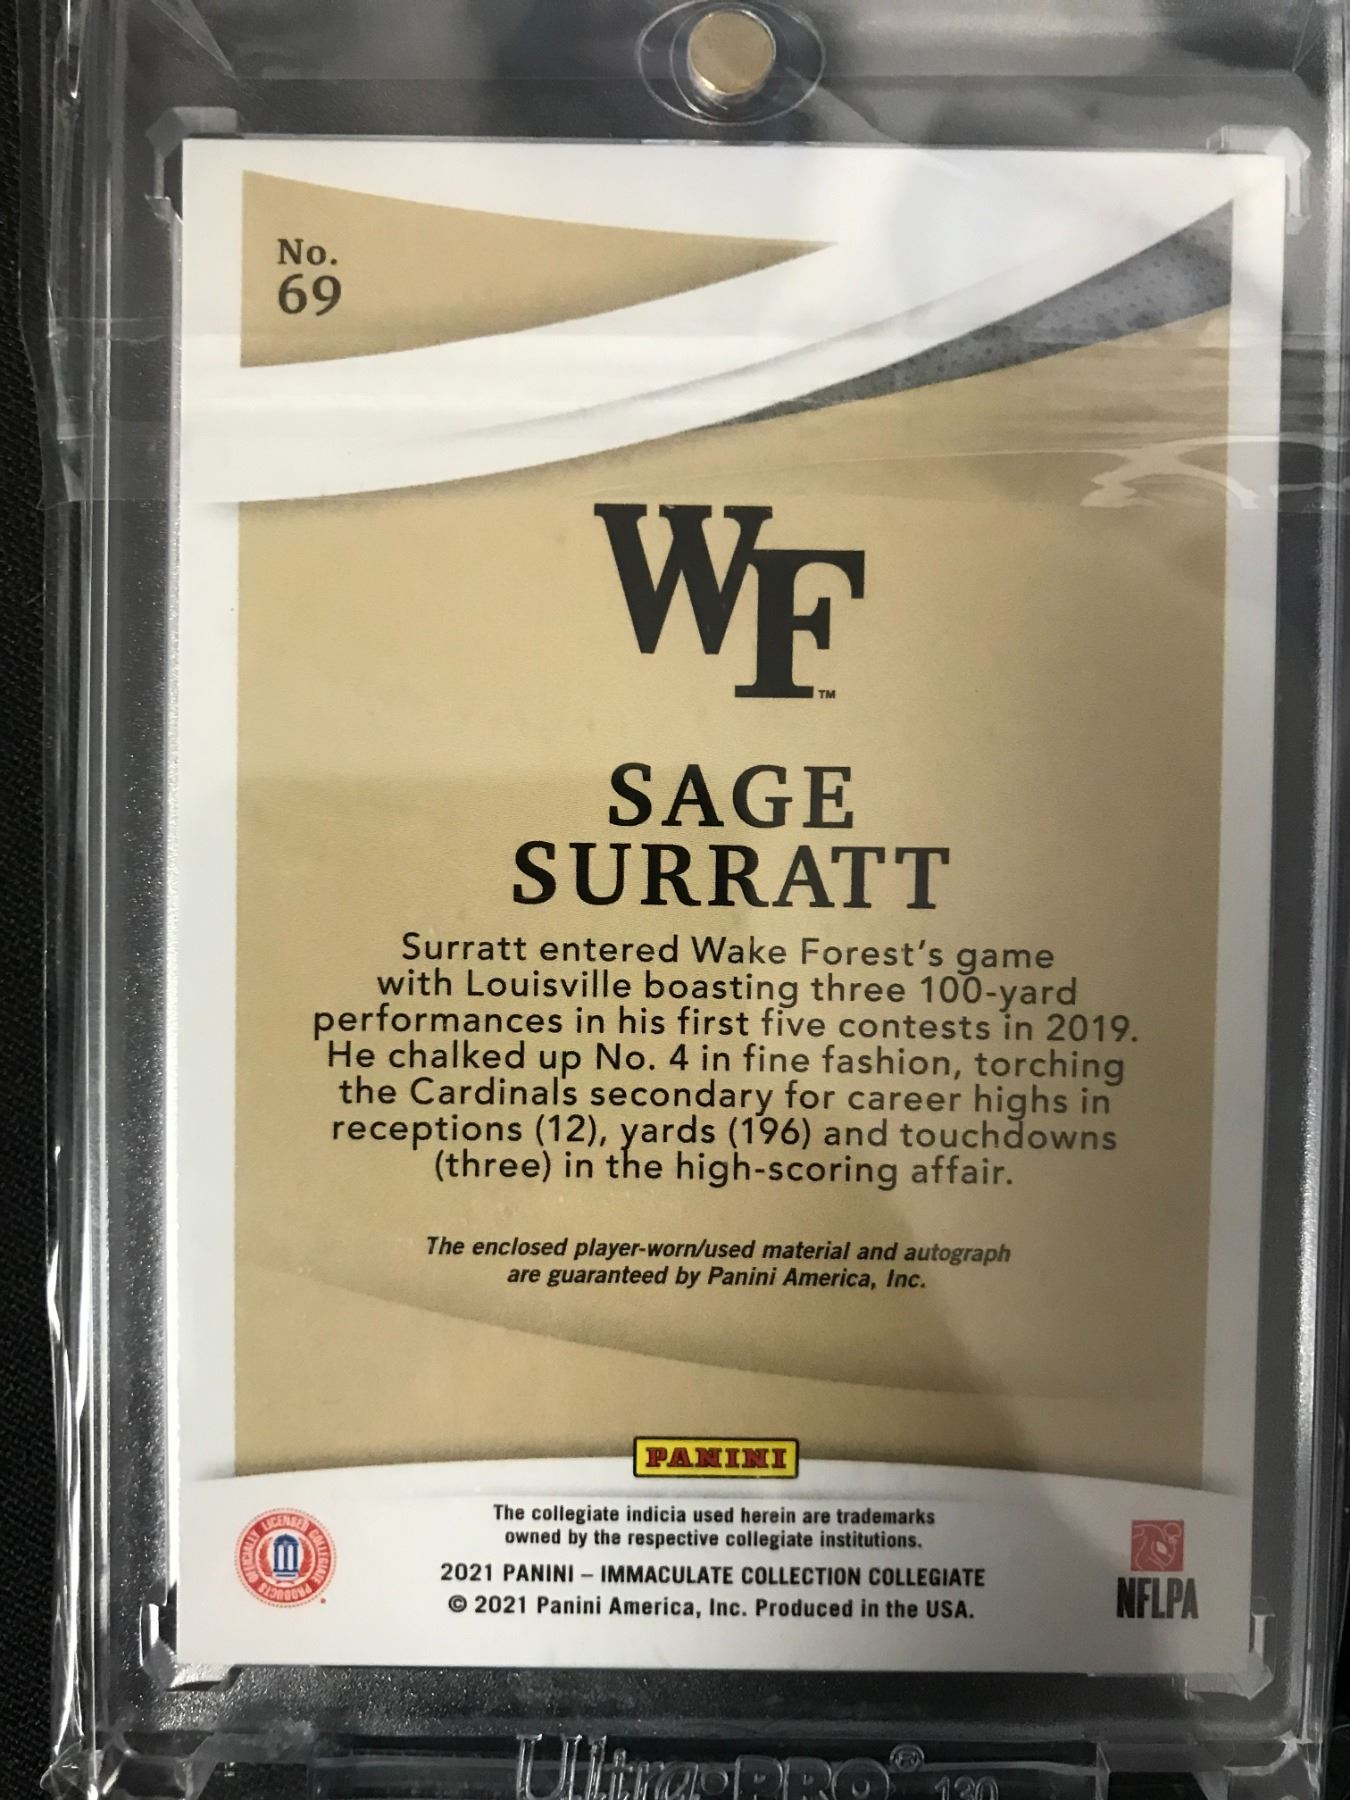 No.
69
WF
TM
SAGE
SURRATT
Surratt entered Wake Forest's game
with Louisville boasting three 100-yard
performances in his first five contests in 2019.
He chalked up No. 4 in fine fashion, torching
the Cardinals secondary for career highs in
receptions (12), yards (196) and touchdowns
(three) in the high-scoring affair.
The enclosed player-worn/used material and autograph
are guaranteed by Panini America, Inc.
PANINI
The collegiate indicia used herein are trademarks
owned by the respective collegiate institutions.
2021 PANINI – IMMACULATE COLLECTION COLLEGIATE
© 2021 Panini America, Inc. Produced in the USA.
OFFICIALLY LICENSED COLLEGIATE PRODUCTS
NFLPA
Ultra•PRO® 130